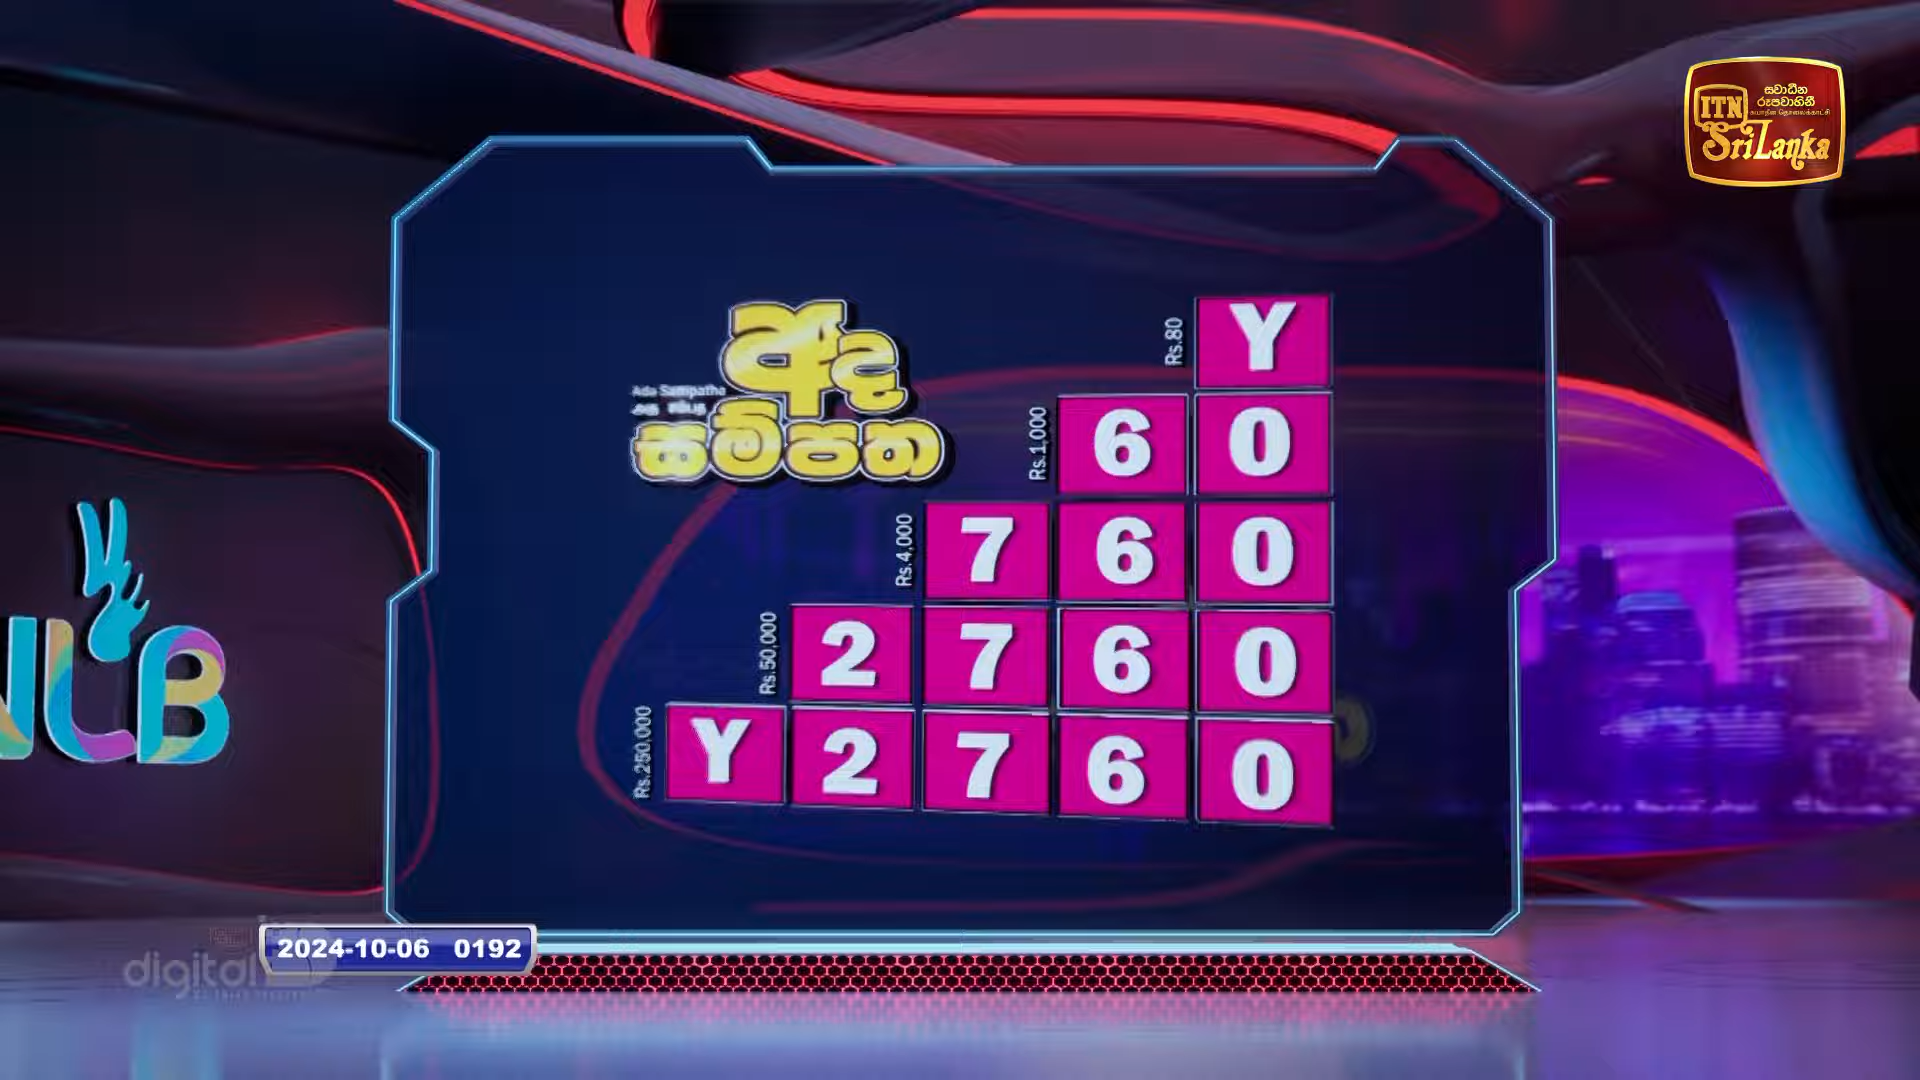 ITN
ස්වාධීන
රූපවාහිනී
Sri Lanka
අද
Ada Sampatha
සම්පත
Rs.80
Y
Rs.1,000
6 0
Rs.4,000
7 6 0
Rs.50,000
2 7 6 0
Rs.250,000
Y 2 7 6 0
NLB
digital
2024-10-06 0192